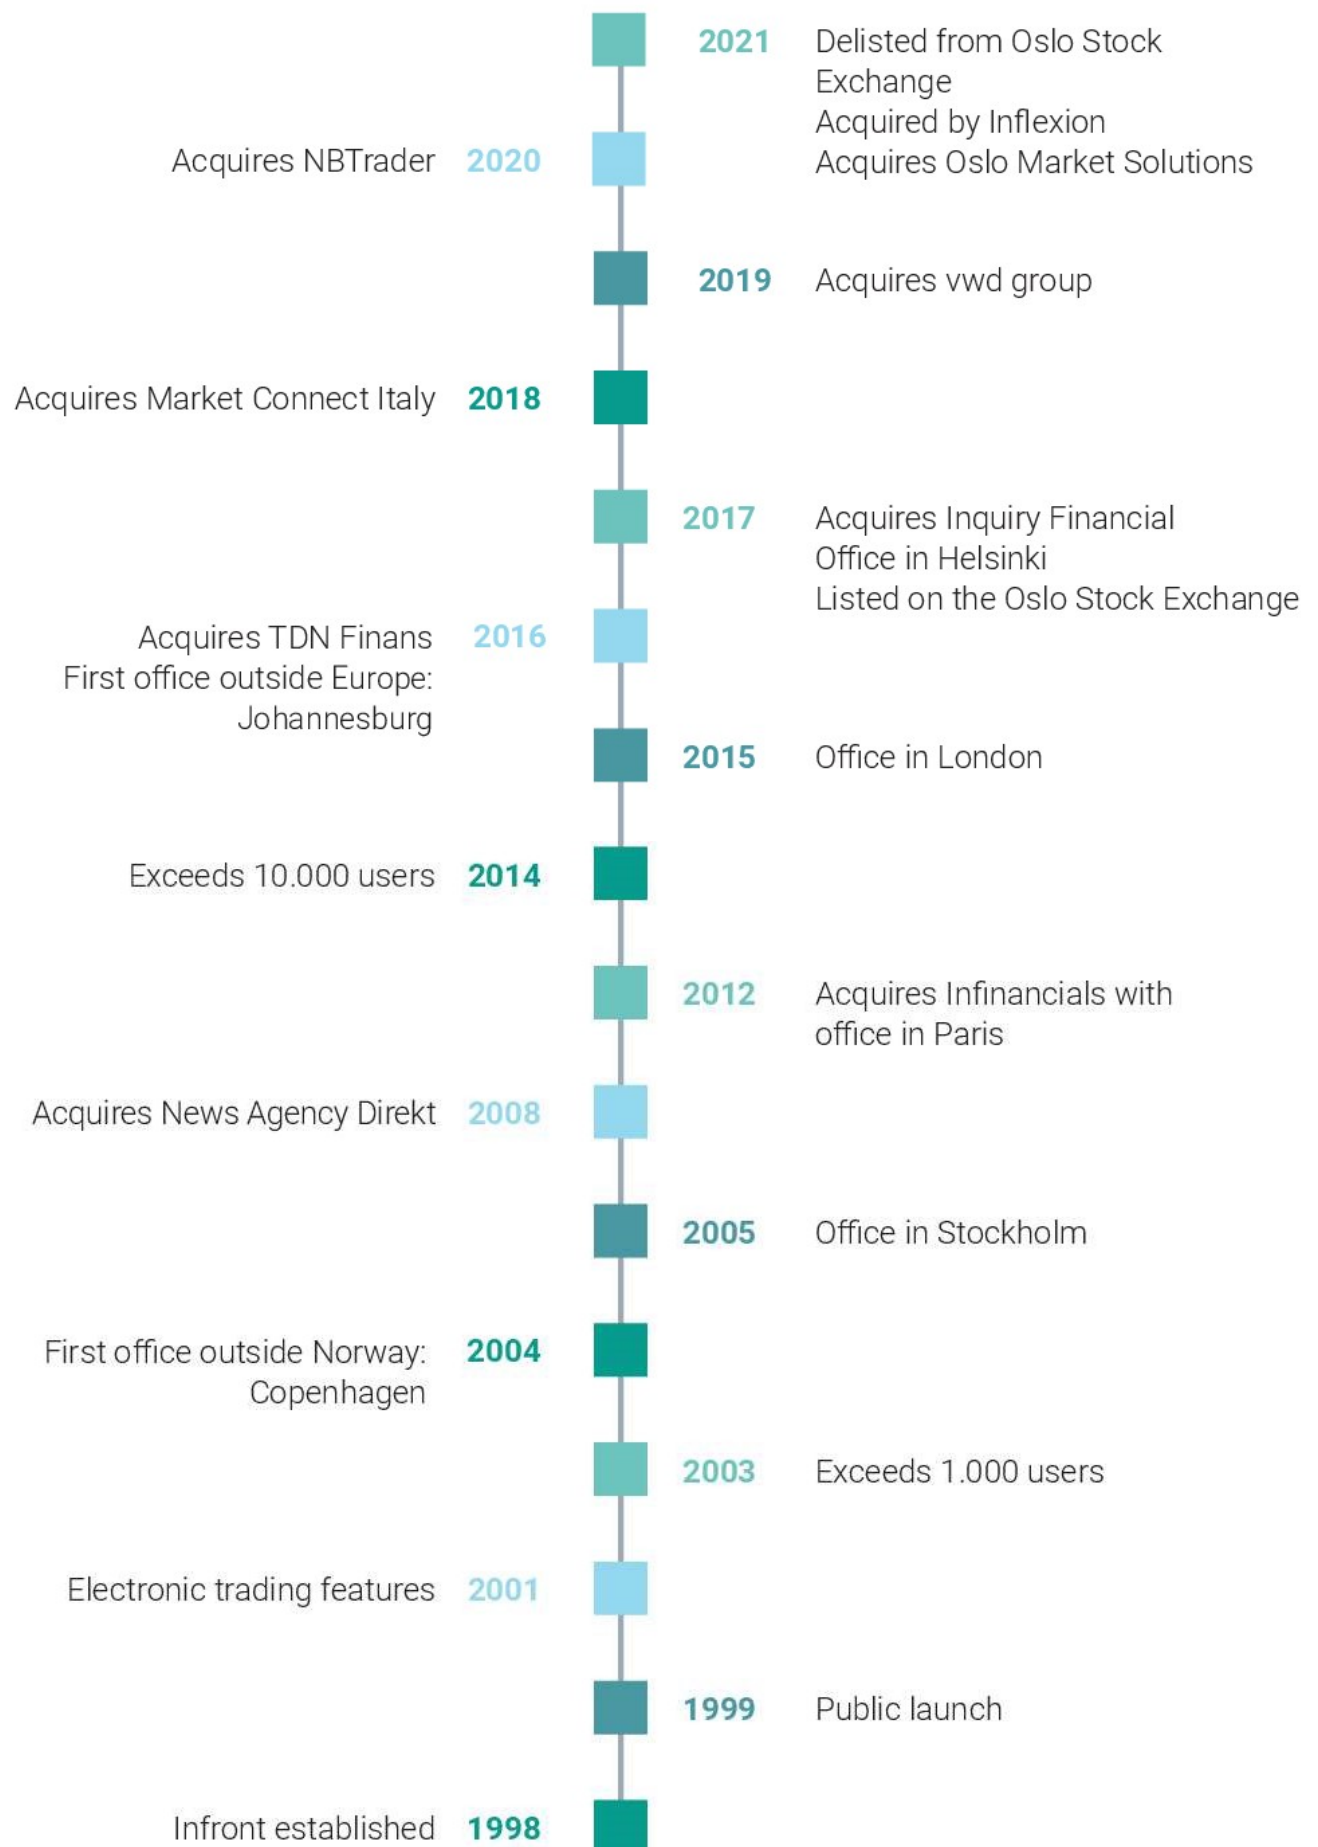 2021 Delisted from Oslo Stock
Exchange
Acquired by Inflexion
Acquires Oslo Market Solutions
Acquires NBTrader 2020
2019 Acquires vwd group
Acquires Market Connect Italy 2018
2017 Acquires Inquiry Financial
Office in Helsinki
Listed on the Oslo Stock Exchange
Acquires TDN Finans 2016
First office outside Europe:
Johannesburg
2015 Office in London
Exceeds 10.000 users 2014
2012 Acquires Infinancials with
office in Paris
Acquires News Agency Direkt 2008
2005 Office in Stockholm
First office outside Norway: 2004
Copenhagen
2003 Exceeds 1.000 users
Electronic trading features 2001
1999 Public launch
Infront established 1998